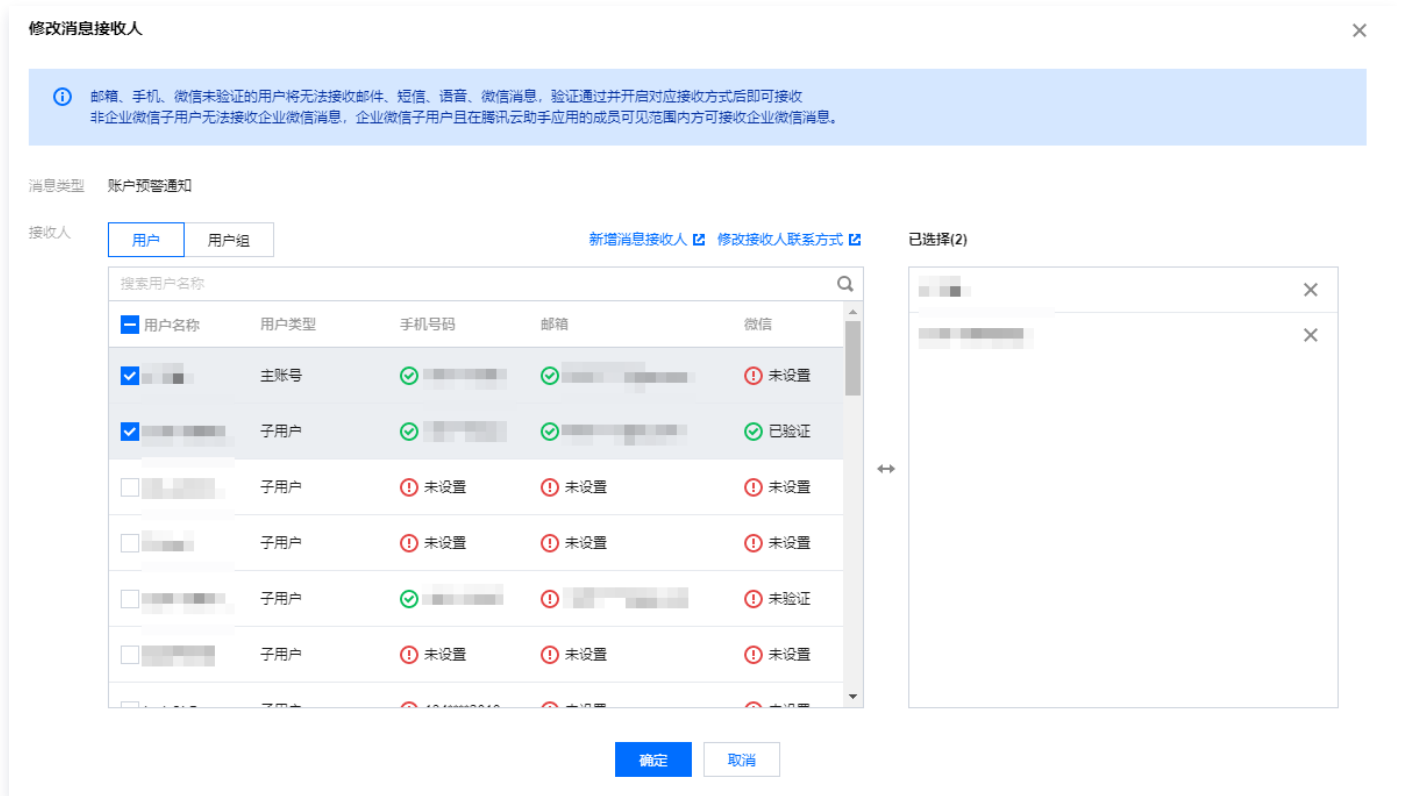 修改消息接收人
邮箱、手机、微信未验证的用户将无法接收邮件、短信、语音、微信消息，验证通过并开启对应接收方式后即可接收
非企业微信子用户无法接收企业微信消息，企业微信子用户且在腾讯云助手应用的成员可见范围内方可接收企业微信消息。
消息类型 账户预警通知
接收人 用户 用户组 新增消息接收人 修改接收人联系方式 已选择(2)
搜索用户名称
用户名称 用户类型 手机号码 邮箱 微信
主账号 未设置
子用户 已验证
子用户 未设置 未设置 未设置
子用户 未设置 未设置 未设置
子用户 未验证
子用户 未设置 未设置 未设置
子用户 未设置 未设置
确定 取消